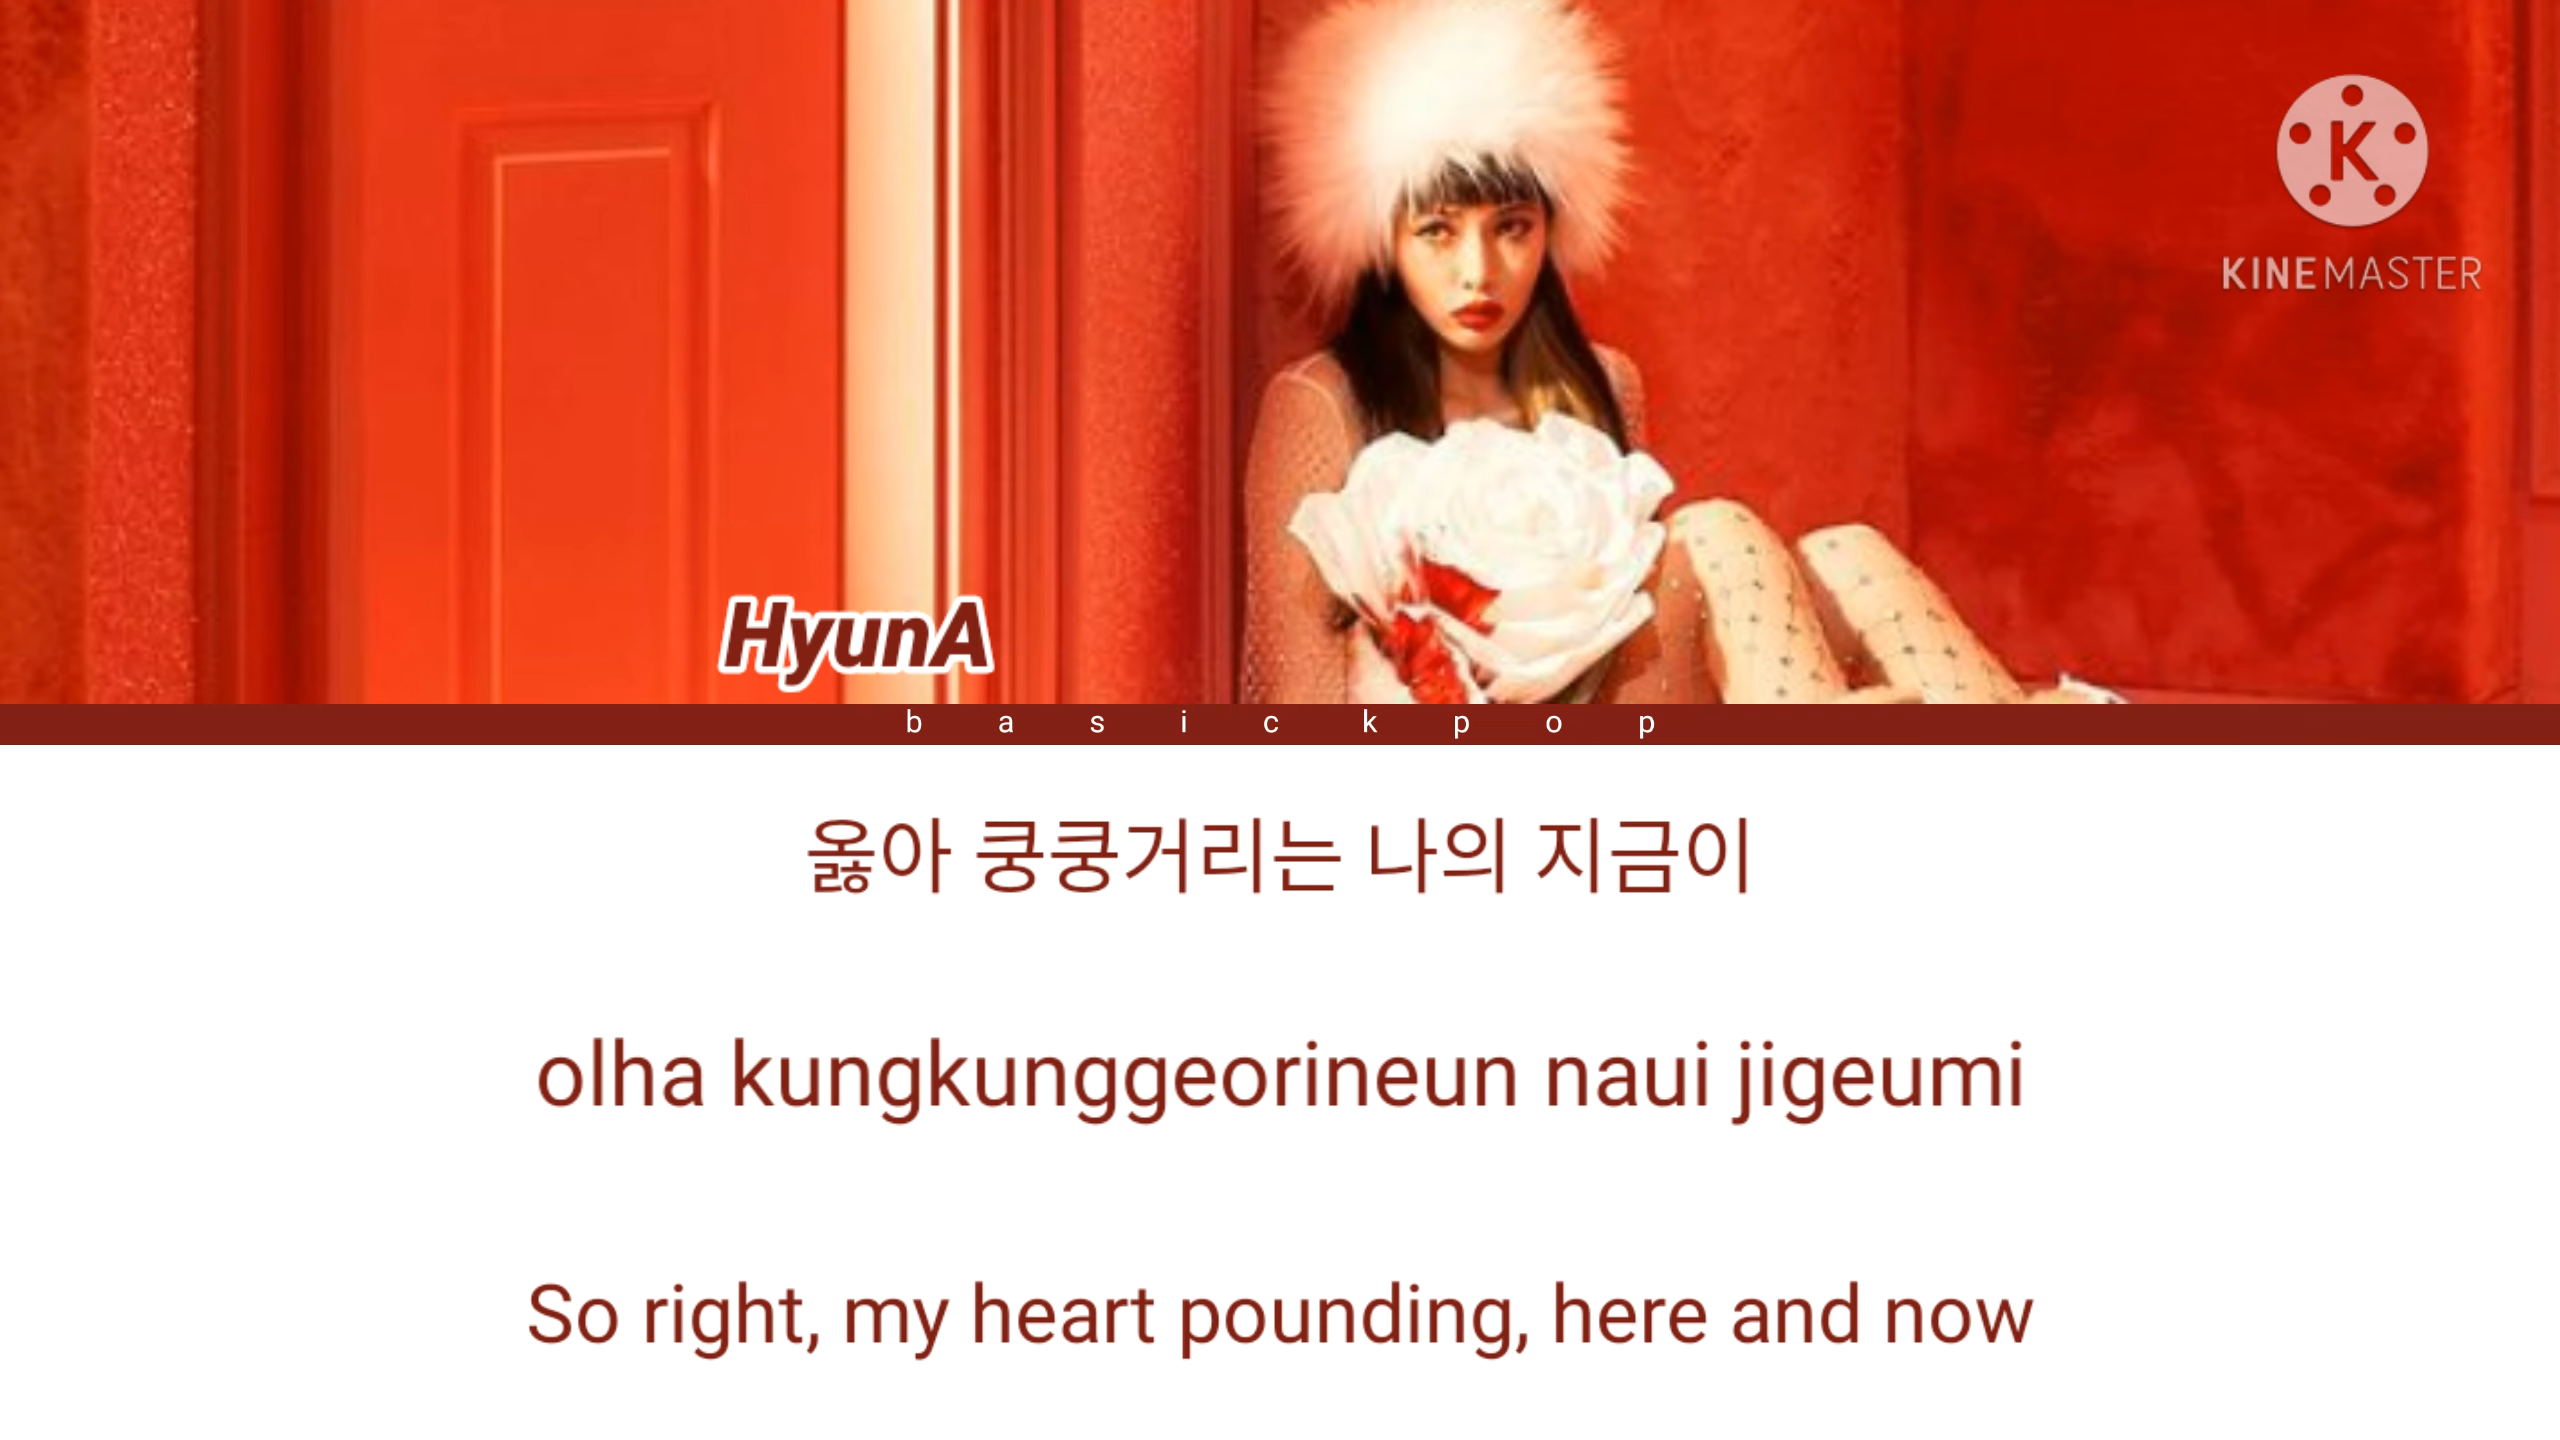 K
KINEMASTER
HyunA
b a s i c k p o p
옳아 쿵쿵거리는 나의 지금이
olha kungkunggeorineun naui jigeumi
So right, my heart pounding, here and now